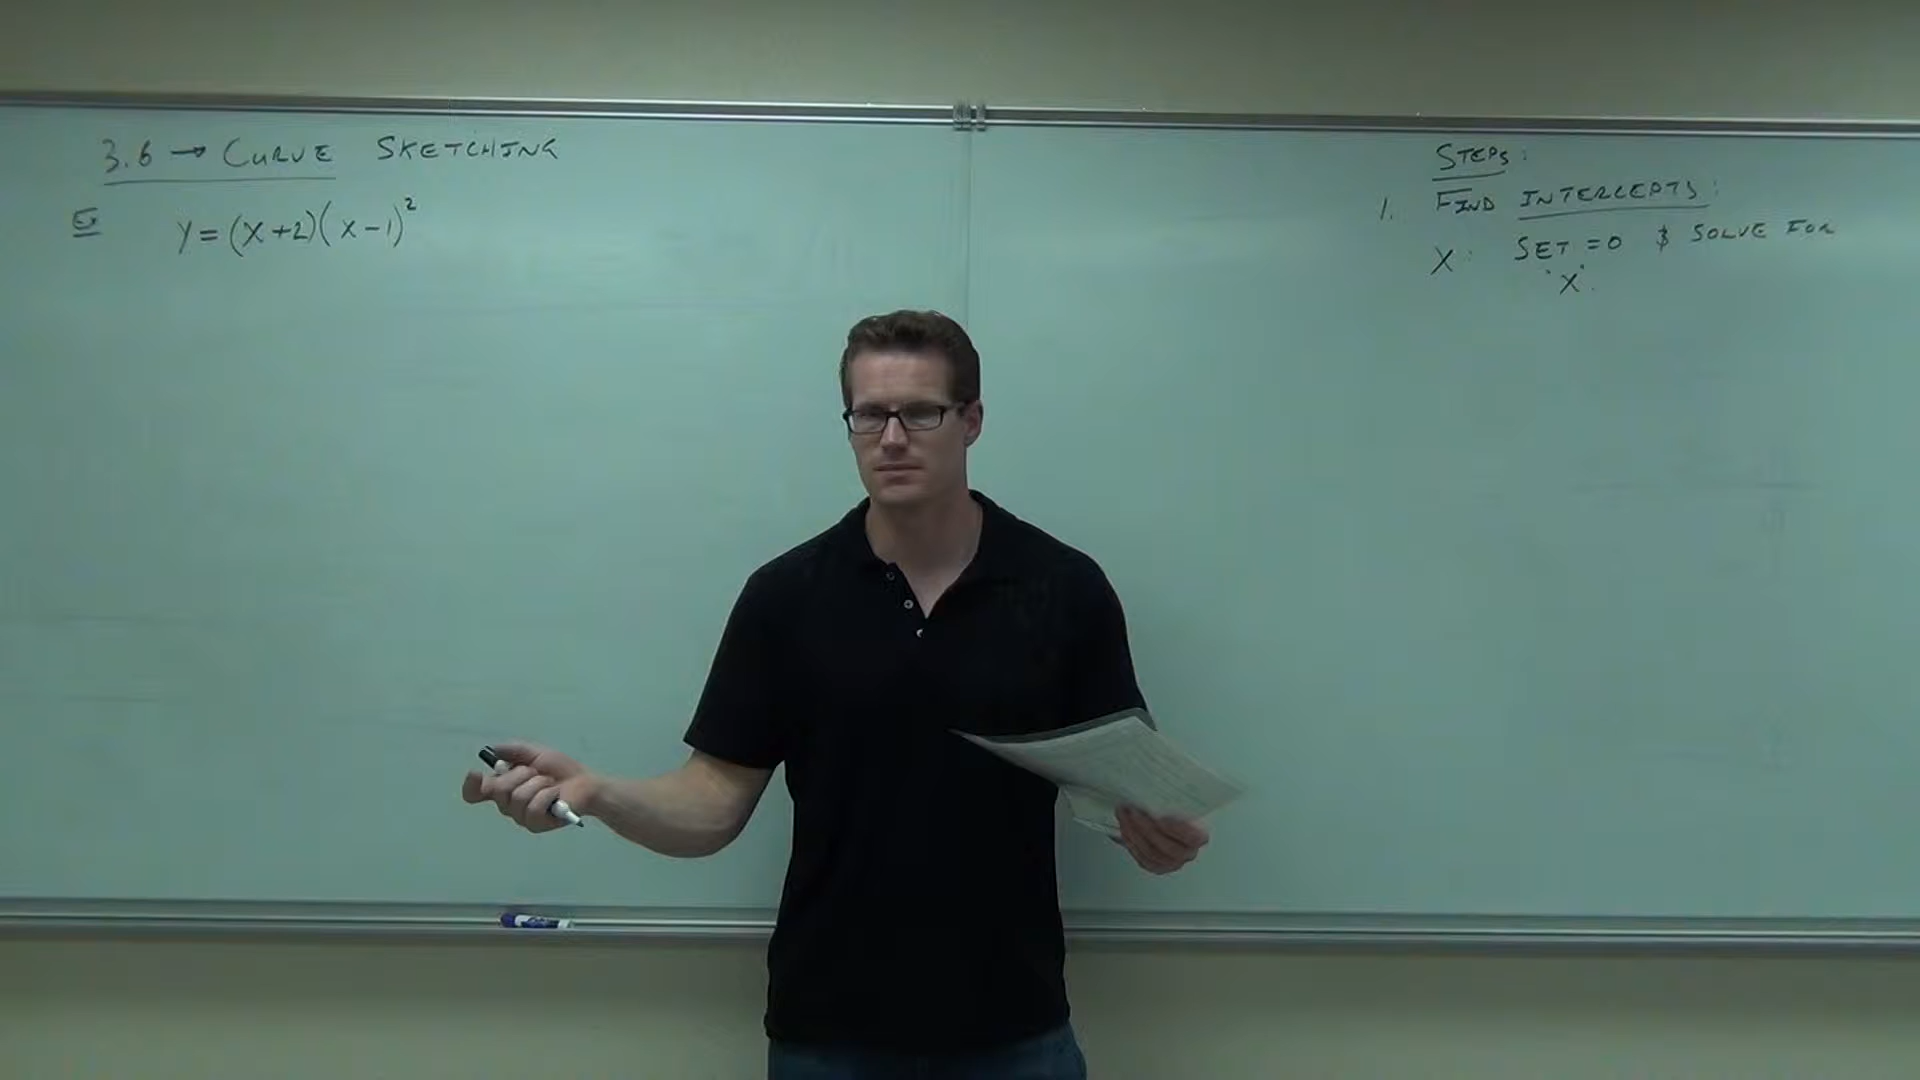 3.6 → CURVE SKETCHING
Ex y=(x+2)(x-1)²
STEPS:
1. FIND INTERCEPTS:
X: SET =0 & SOLVE FOR
"X".